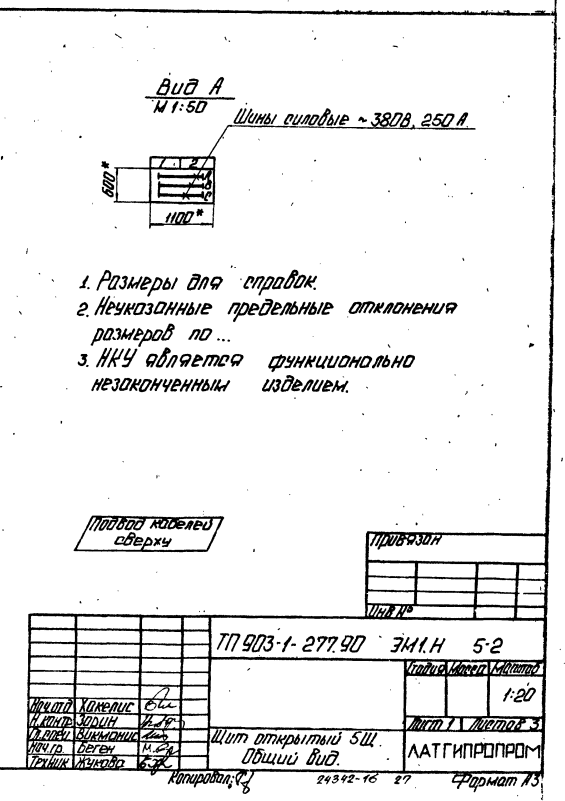 Вид А
М 1:50
Шины силовые ~380В, 250 А
1 2
А
В
С
600*
1100*
1. Размеры для справок.
2. Неуказанные предельные отклонения
размеров по ...
3. НКУ является функционально
незаконченным изделием.
Подвод кабелей
сверху
Привязан
Инв №
ТП 903-1-277.90 ЭМ1.Н 5-2
Стадия Масса Масштаб
1:20
Лист 1 Листов 3
Нач.отд Хакелис
Н.контр Зорин
Гл.спец Викманис
Нач.гр. Беген
Техник Жукова
Щит открытый 5Щ.
Общий вид.
ЛАТГИПРОПРОМ
Копировал:
24342-16 27
Формат А3